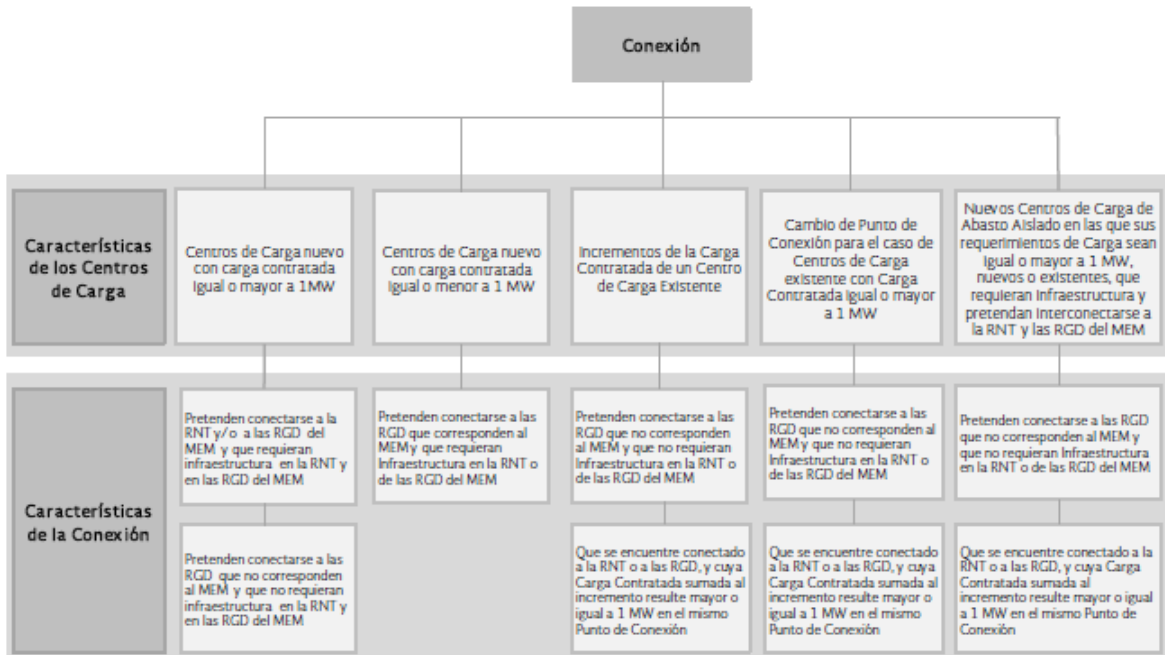 Conexión
Características
de los Centros
de Carga
Centros de Carga nuevo
con carga contratada
igual o mayor a 1MW
Centros de Carga nuevo
con carga contratada
igual o menor a 1 MW
Incrementos de la Carga
Contratada de un Centro
de Carga Existente
Cambio de Punto de
Conexión para el caso de
Centros de Carga
existente con Carga
Contratada igual o mayor
a 1 MW
Nuevos Centros de Carga de
Abasto Aislado en las que sus
requerimientos de Carga sean
igual o mayor a 1 MW,
nuevos o existentes, que
requieran Infraestructura y
pretendan interconectarse a
la RNT y las RGD del MEM
Características
de la Conexión
Pretenden conectarse a la
RNT y/o a las RGD del
MEM y que requieran
infraestructura en la RNT y
en las RGD del MEM
Pretenden conectarse a las
RGD que corresponden al
MEM y que requieran
Infraestructura en la RNT o
de las RGD del MEM
Pretenden conectarse a las
RGD que no corresponden
al MEM y que no requieran
Infraestructura en la RNT o
de las RGD del MEM
Pretenden conectarse a las
RGD que no corresponden al
MEM y que no requieran
Infraestructura en la RNT o
de las RGD del MEM
Pretenden conectarse a las RGD
que no corresponden al MEM y
que no requieran Infraestructura
en la RNT o de las RGD del MEM
Pretenden conectarse a las
RGD que no corresponden
al MEM y que no requieran
infraestructura en la RNT y
en las RGD del MEM
Que se encuentre conectado
a la RNT o a las RGD, y cuya
Carga Contratada sumada al
incremento resulte mayor o
igual a 1 MW en el mismo
Punto de Conexión
Que se encuentre conectado
a la RNT o a las RGD, y cuya
Carga Contratada sumada al
incremento resulte mayor o
igual a 1 MW en el mismo
Punto de Conexión
Que se encuentre conectado a la
RNT o a las RGD, y cuya Carga
Contratada sumada al
incremento resulte mayor o igual
a 1 MW en el mismo Punto de
Conexión